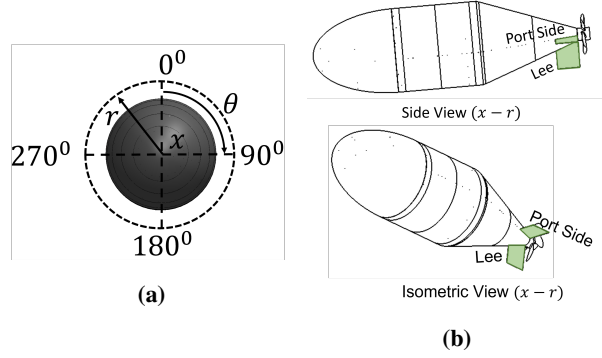 0⁰
θ
r
x
270⁰
90⁰
180⁰
(a)
Port Side
Lee
Side View (x − r)
Port Side
Lee
Isometric View (x − r)
(b)